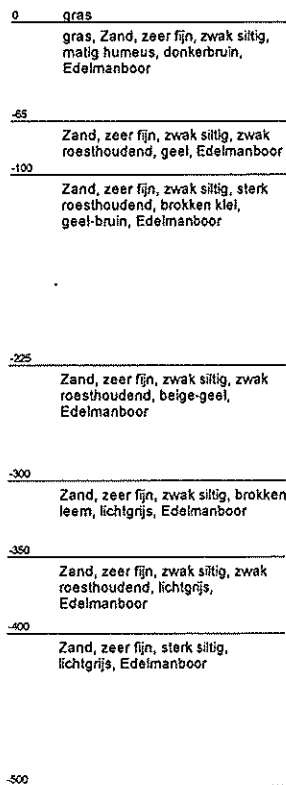 0 gras
gras, Zand, zeer fijn, zwak siltig,
matig humeus, donkerbruin,
Edelmanboor
-65
Zand, zeer fijn, zwak siltig, zwak
roesthoudend, geel, Edelmanboor
-100
Zand, zeer fijn, zwak siltig, sterk
roesthoudend, brokken klei,
geel-bruin, Edelmanboor
-225
Zand, zeer fijn, zwak siltig, zwak
roesthoudend, beige-geel,
Edelmanboor
-300
Zand, zeer fijn, zwak siltig, brokken
leem, lichtgrijs, Edelmanboor
-350
Zand, zeer fijn, zwak siltig, zwak
roesthoudend, lichtgrijs,
Edelmanboor
-400
Zand, zeer fijn, sterk siltig,
lichtgrijs, Edelmanboor
-500